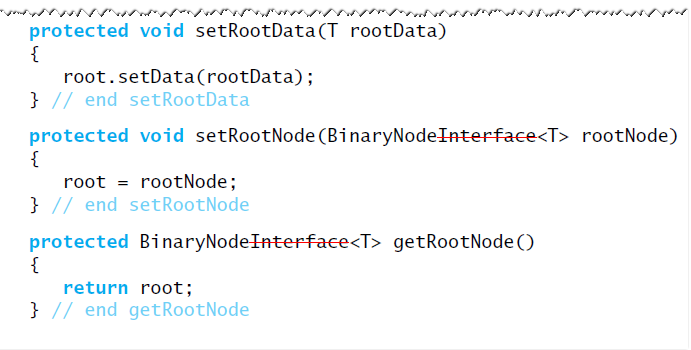 protected void setRootData(T rootData)
{
root.setData(rootData);
} // end setRootData
protected void setRootNode(BinaryNodeInterface<T> rootNode)
{
root = rootNode;
} // end setRootNode
protected BinaryNodeInterface<T> getRootNode()
{
return root;
} // end getRootNode